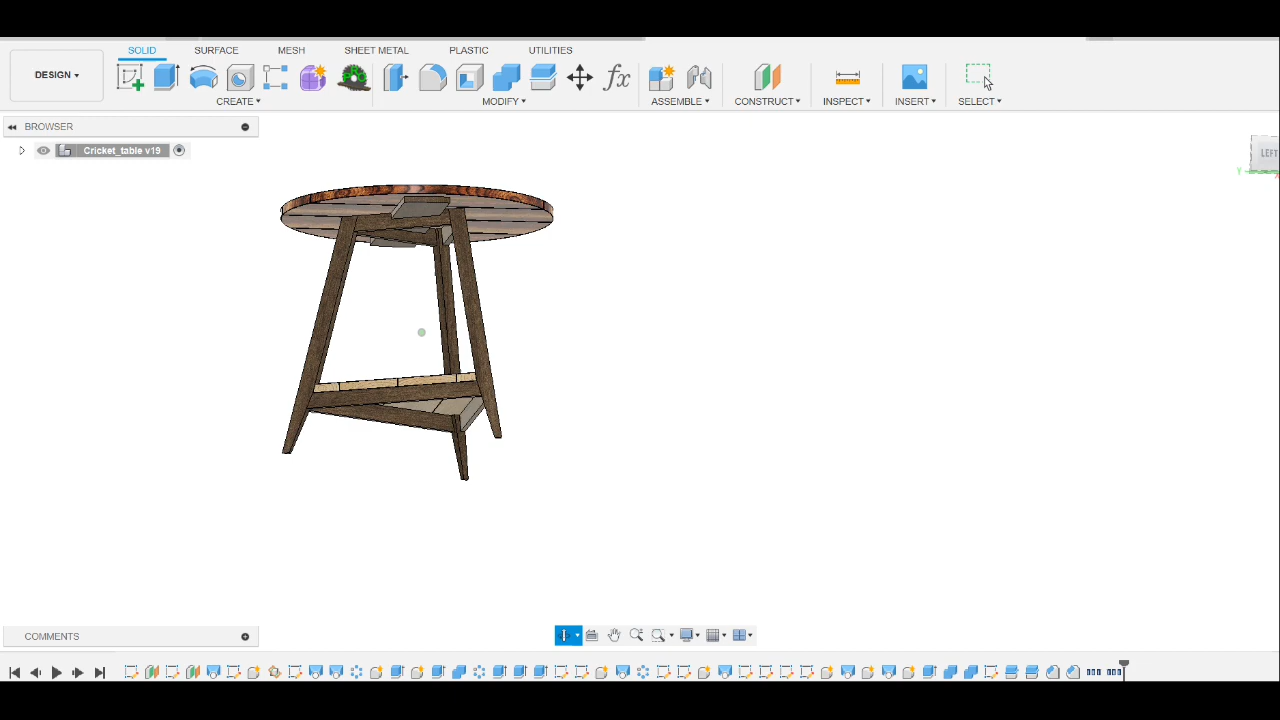 SOLID SURFACE MESH SHEET METAL PLASTIC UTILITIES
DESIGN
fx
CREATE MODIFY ASSEMBLE CONSTRUCT INSPECT INSERT SELECT
BROWSER
Cricket_table v19
LEFT
Y
COMMENTS